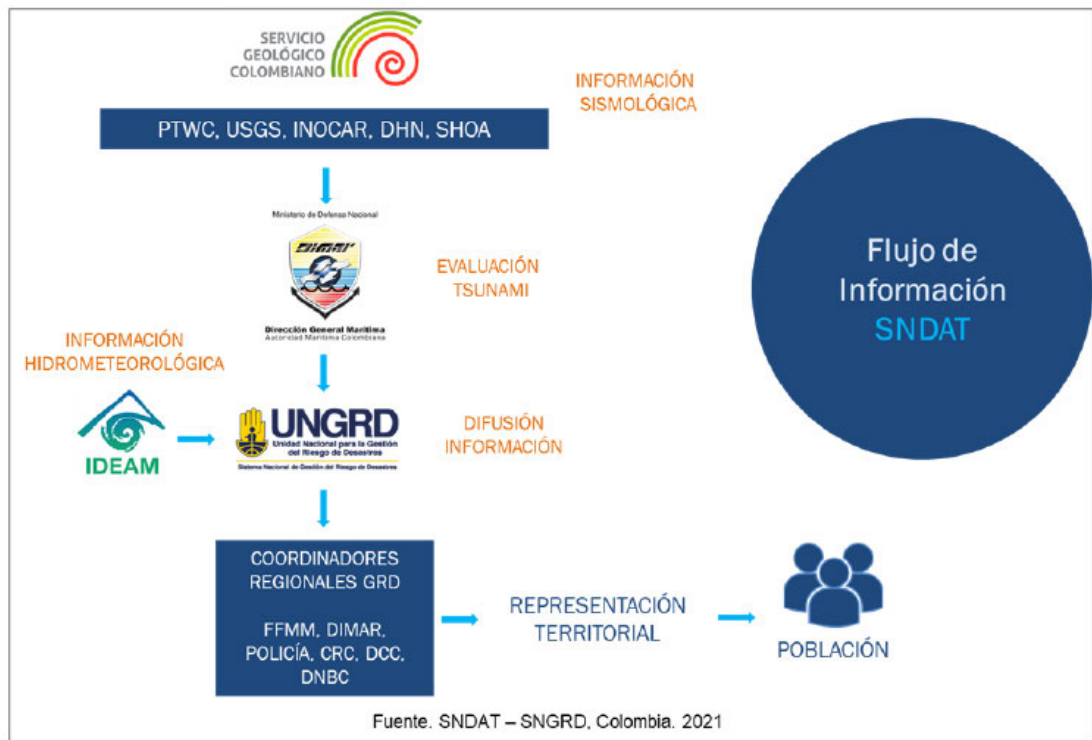 SERVICIO
GEOLÓGICO
COLOMBIANO
INFORMACIÓN
SISMOLÓGICA
PTWC, USGS, INOCAR, DHN, SHOA
Ministerio de Defensa Nacional
Dimar
Dirección General Marítima
Autoridad Marítima Colombiana
EVALUACIÓN
TSUNAMI
Flujo de
Información
SNDAT
INFORMACIÓN
HIDROMETEOROLÓGICA
IDEAM
UNGRD
Unidad Nacional para la Gestión
del Riesgo de Desastres
Sistema Nacional de Gestión del Riesgo de Desastres
DIFUSIÓN
INFORMACIÓN
COORDINADORES
REGIONALES GRD
FFMM, DIMAR,
POLICÍA, CRC, DCC,
DNBC
REPRESENTACIÓN
TERRITORIAL
POBLACIÓN
Fuente. SNDAT – SNGRD, Colombia. 2021